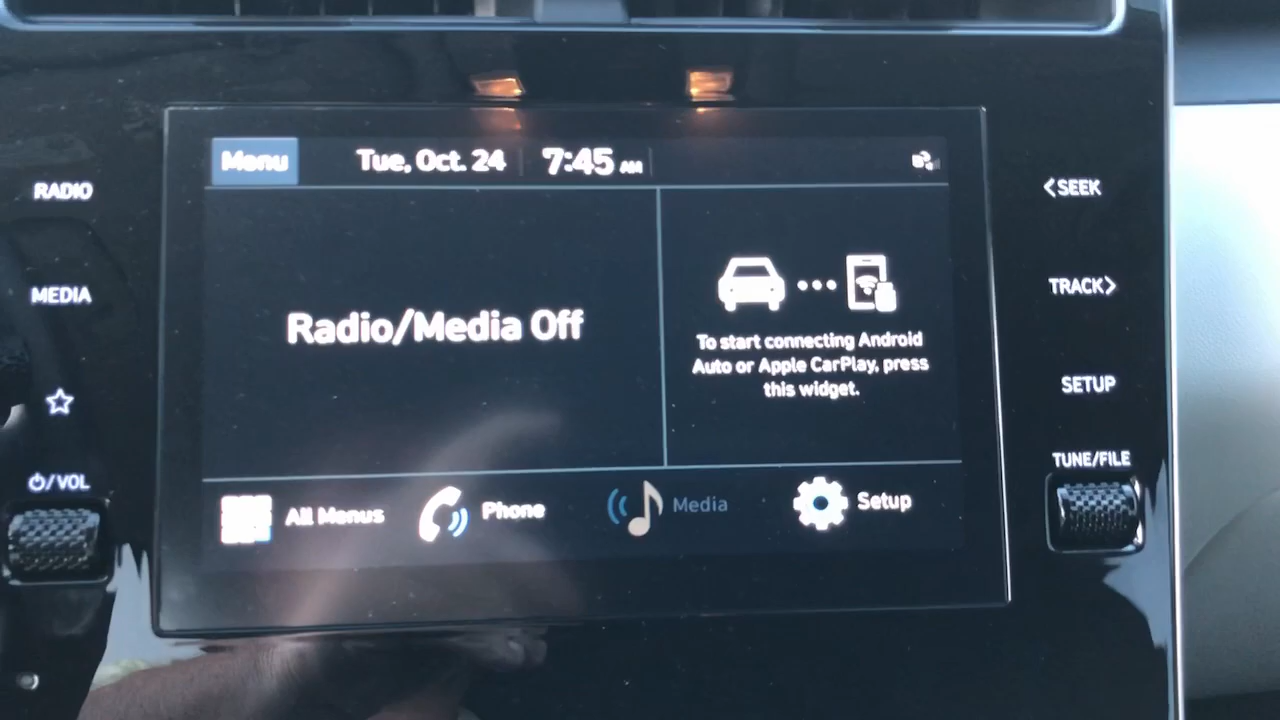 Menu
Tue, Oct. 24
7:45 AM
RADIO
MEDIA
⏻/VOL
Radio/Media Off
To start connecting Android
Auto or Apple CarPlay, press
this widget.
All Menus
Phone
Media
Setup
<SEEK
TRACK>
SETUP
TUNE/FILE